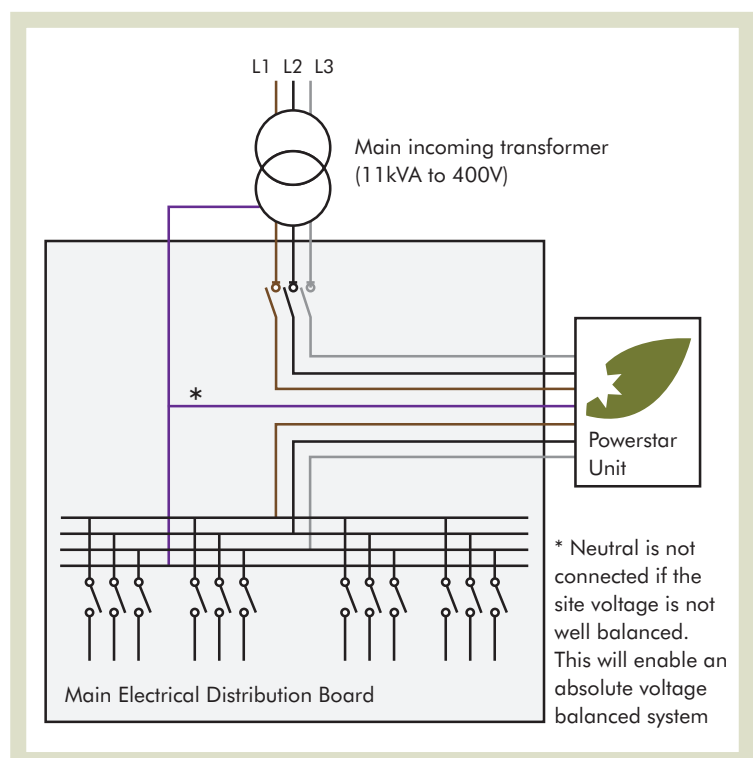 L1 L2 L3
Main incoming transformer
(11kVA to 400V)
*
Powerstar
Unit
* Neutral is not
connected if the
site voltage is not
well balanced.
This will enable an
absolute voltage
balanced system
Main Electrical Distribution Board